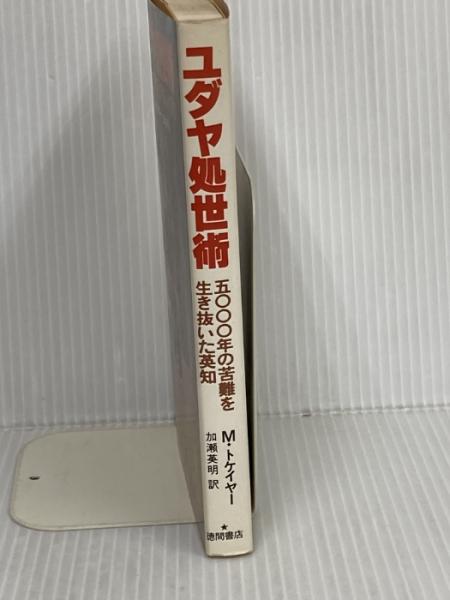 ユダヤ処世術
五〇〇〇年の苦難を
生き抜いた英知
M・トケイヤー
加瀬英明 訳
★
徳間書店